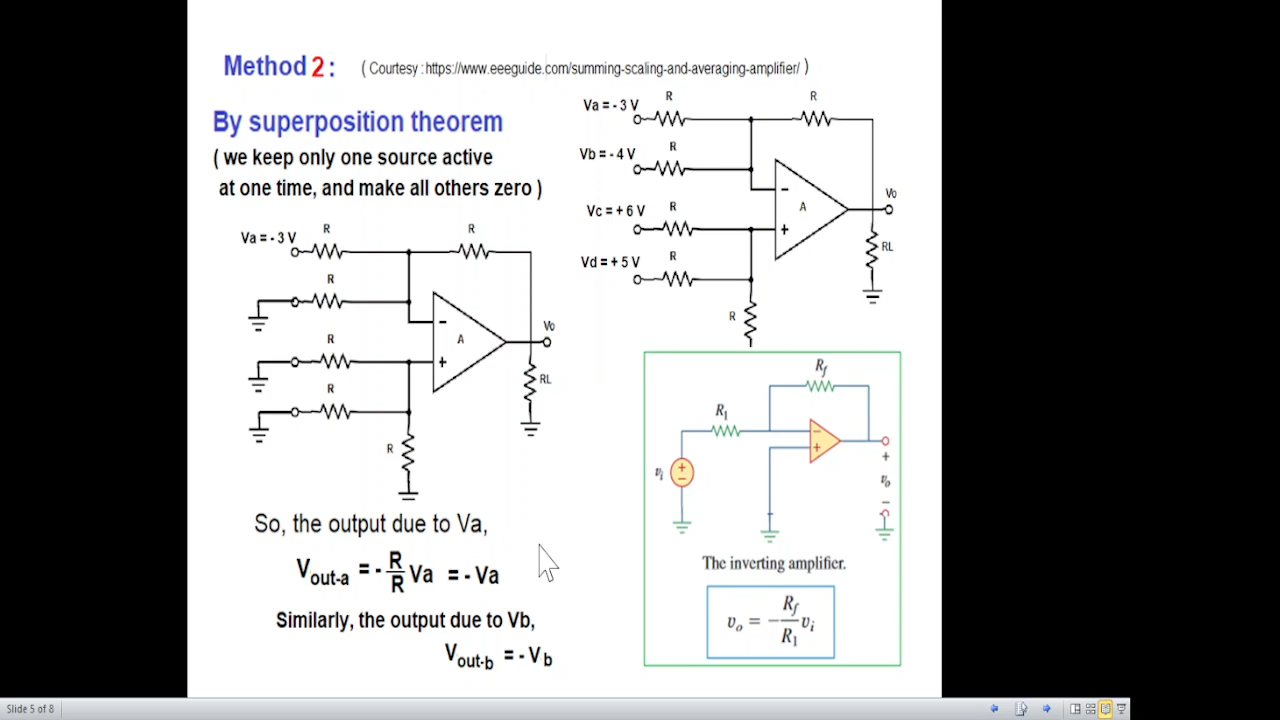 Method 2 :
( Courtesy : https://www.eeeguide.com/summing-scaling-and-averaging-amplifier/ )
By superposition theorem
( we keep only one source active
at one time, and make all others zero )
Va = - 3 V
R
R
R
R
R
R
A
-
+
Vo
RL
So, the output due to Va,
Vout-a = - R/R Va = - Va
Similarly, the output due to Vb,
Vout-b = - Vb
Va = - 3 V
R
R
Vb = - 4 V
R
Vc = + 6 V
R
Vd = + 5 V
R
R
A
-
+
Vo
RL
Rf
R1
vi
+
−
−
+
+
vo
−
The inverting amplifier.
vo = − Rf/R1 vi
Slide 5 of 8